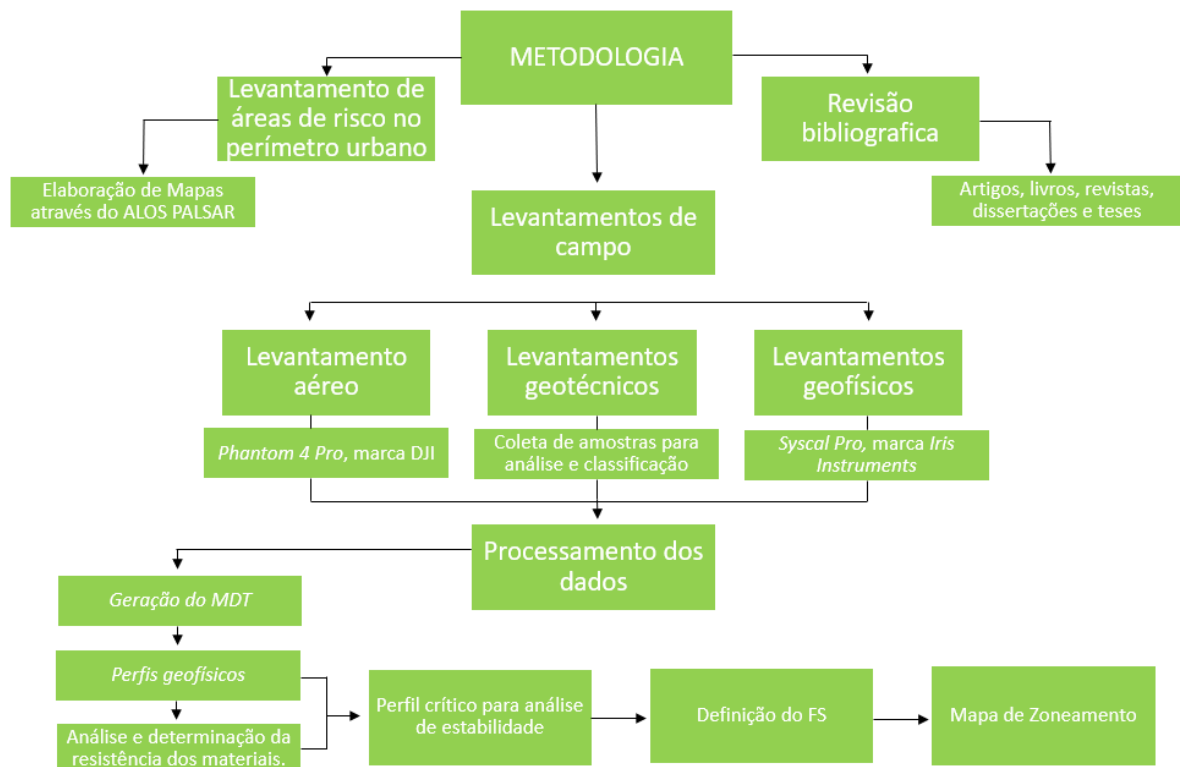 METODOLOGIA
Levantamento de
áreas de risco no
perímetro urbano
Revisão
bibliografica
Elaboração de Mapas
através do ALOS PALSAR
Artigos, livros, revistas,
dissertações e teses
Levantamentos de
campo
Levantamento
aéreo
Levantamentos
geotécnicos
Levantamentos
geofísicos
Phantom 4 Pro, marca DJI
Coleta de amostras para
análise e classificação
Syscal Pro, marca Iris
Instruments
Processamento dos
dados
Geração do MDT
Perfis geofísicos
Análise e determinação da
resistência dos materiais.
Perfil crítico para análise
de estabilidade
Definição do FS
Mapa de Zoneamento